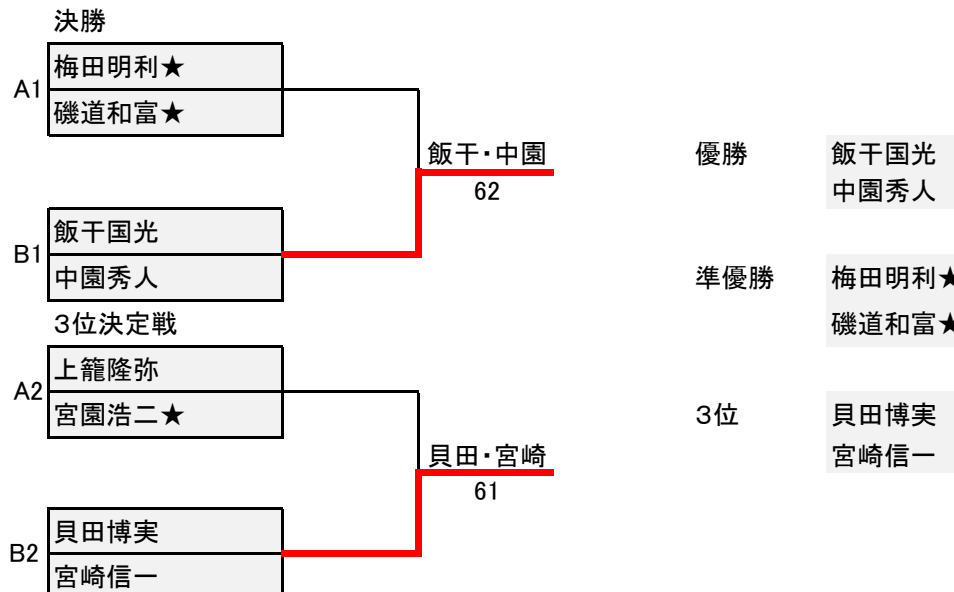 決勝
A1
梅田明利★
磯道和富★
飯干・中園
62
B1
飯干国光
中園秀人
3位決定戦
A2
上籠隆弥
宮園浩二★
貝田・宮崎
61
B2
貝田博実
宮崎信一
優勝
飯干国光
中園秀人
準優勝
梅田明利★
磯道和富★
3位
貝田博実
宮崎信一